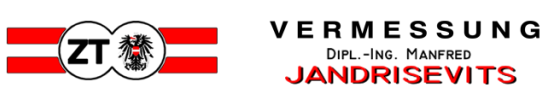 ZT
VERMESSUNG
DIPL.-ING. MANFRED
JANDRISEVITS